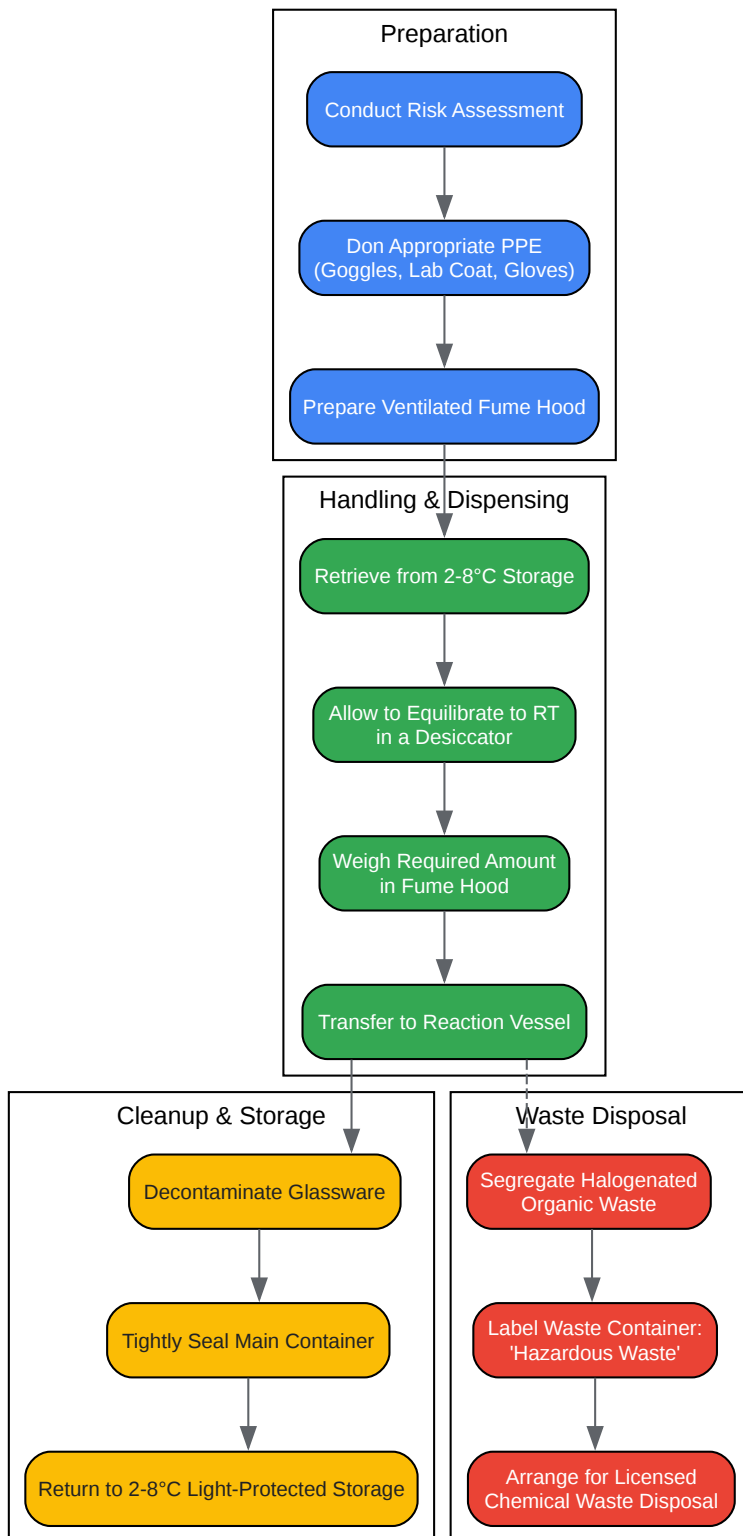 Preparation
Conduct Risk Assessment
Don Appropriate PPE
(Goggles, Lab Coat, Gloves)
Prepare Ventilated Fume Hood
Handling & Dispensing
Retrieve from 2-8°C Storage
Allow to Equilibrate to RT
in a Desiccator
Weigh Required Amount
in Fume Hood
Transfer to Reaction Vessel
Cleanup & Storage
Decontaminate Glassware
Tightly Seal Main Container
Return to 2-8°C Light-Protected Storage
Waste Disposal
Segregate Halogenated
Organic Waste
Label Waste Container:
'Hazardous Waste'
Arrange for Licensed
Chemical Waste Disposal